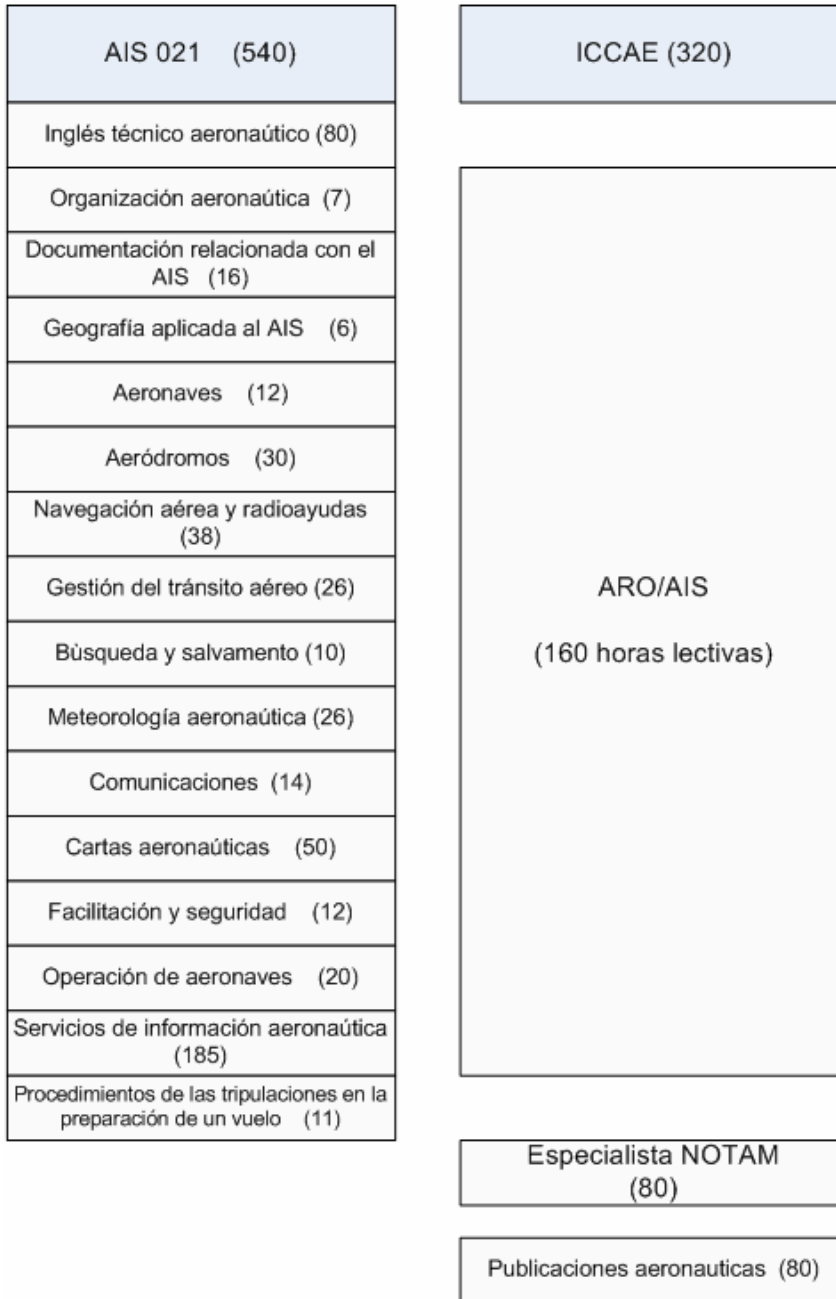 AIS 021 (540)
Inglés técnico aeronaútico (80)
Organización aeronaútica (7)
Documentación relacionada con el
AIS (16)
Geografía aplicada al AIS (6)
Aeronaves (12)
Aeródromos (30)
Navegación aérea y radioayudas
(38)
Gestión del tránsito aéreo (26)
Bùsqueda y salvamento (10)
Meteorología aeronaútica (26)
Comunicaciones (14)
Cartas aeronaúticas (50)
Facilitación y seguridad (12)
Operación de aeronaves (20)
Servicios de información aeronaútica
(185)
Procedimientos de las tripulaciones en la
preparación de un vuelo (11)
ICCAE (320)
ARO/AIS
(160 horas lectivas)
Especialista NOTAM
(80)
Publicaciones aeronauticas (80)